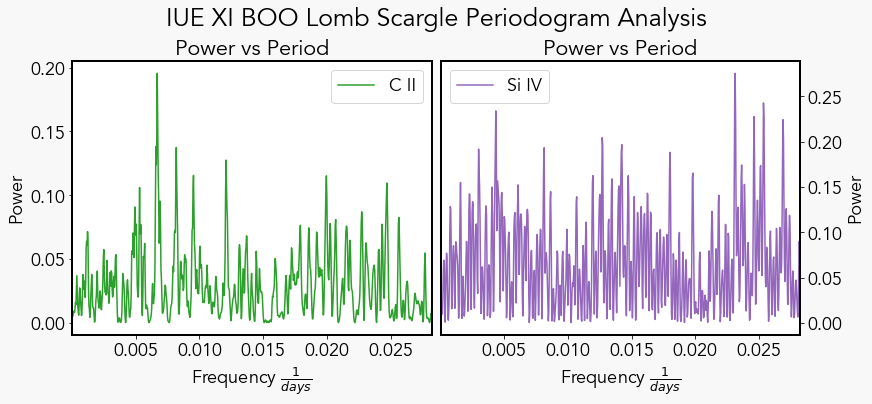 IUE XI BOO Lomb Scargle Periodogram Analysis
Power vs Period
Power
0.20
0.15
0.10
0.05
0.00
C II
0.005 0.010 0.015 0.020 0.025
Frequency 1/days
Power vs Period
Si IV
0.25
0.20
0.15
0.10
0.05
0.00
Power
0.005 0.010 0.015 0.020 0.025
Frequency 1/days